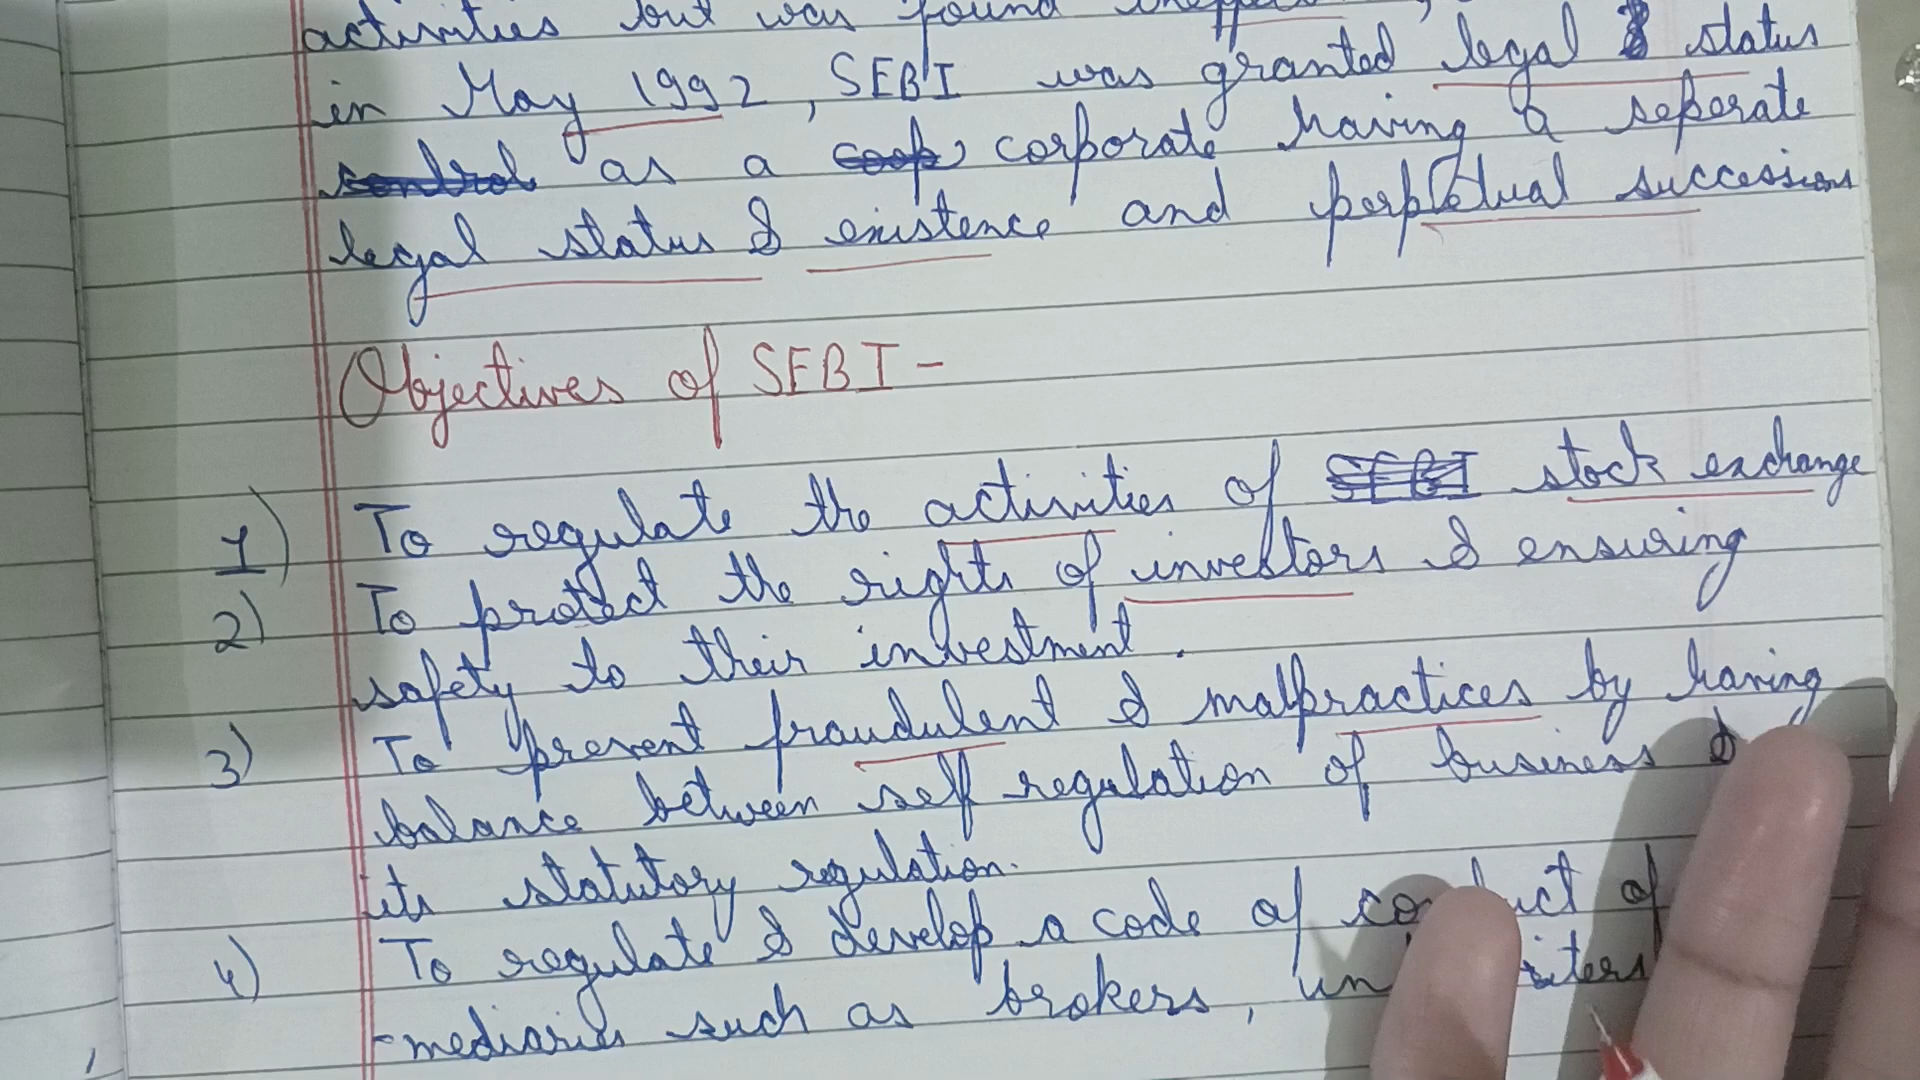 activities but was found
in May 1992, SEBI was granted legal status
as a corporate having a seperate
legal status & existence and perpetual succession
Objectives of SEBI -
1) To regulate the activities of SEBI stock exchange
2) To protect the rights of investors & ensuring
safety to their investment.
3) To prevent fraudulent & malpractices by having
balance between self regulation of business &
its statutory regulation.
4) To regulate & develop a code of of
-mediaries such as brokers,